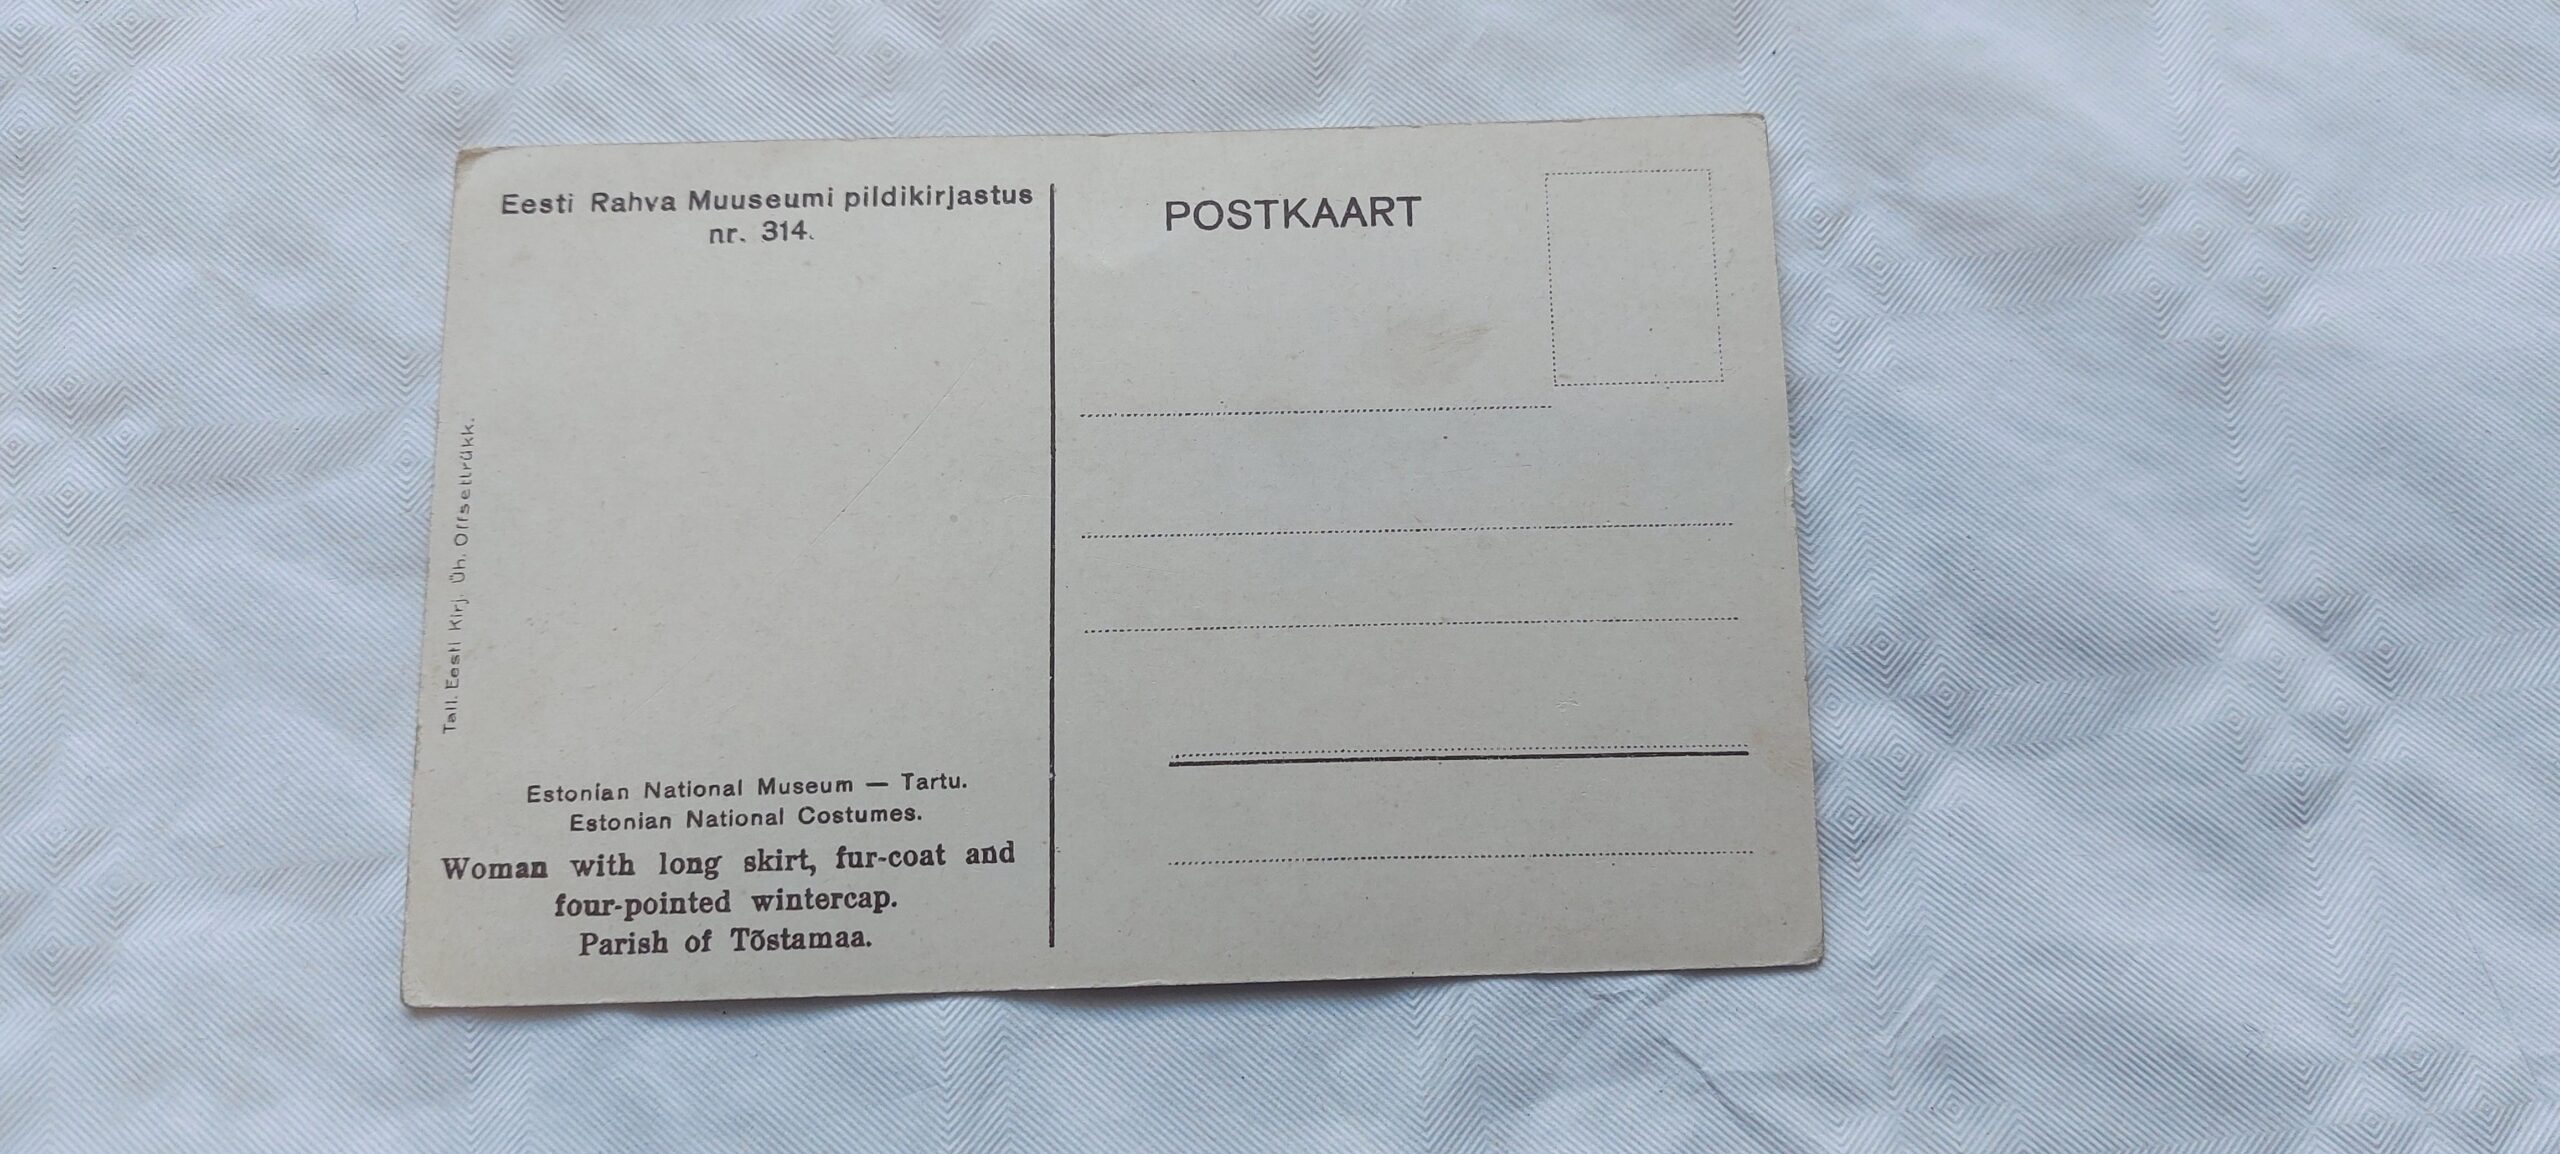 Eesti Rahva Muuseumi pildikirjastus
nr. 314.
POSTKAART
Tall. Eesti Kirj. Üh. Offsettrükk.
Estonian National Museum — Tartu.
Estonian National Costumes.
Woman with long skirt, fur-coat and
four-pointed wintercap.
Parish of Tõstamaa.